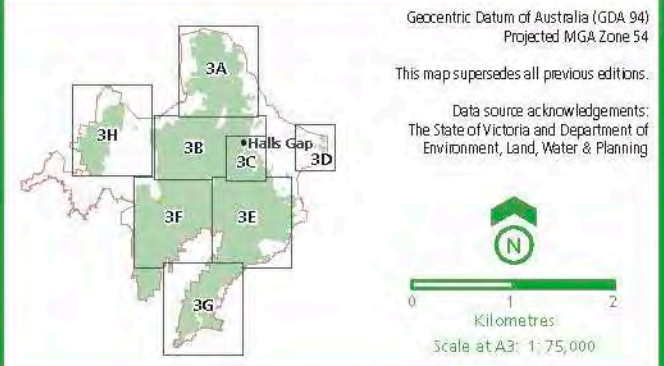 Geocentric Datum of Australia (GDA 94)
Projected MGA Zone 54
This map supersedes all previous editions.
Data source acknowledgements:
The State of Victoria and Department of
Environment, Land, Water & Planning
3A
3H
3B
Halls Gap
3C
3D
3F
3E
3G
N
0 1 2
Kilometres
Scale at A3: 1:75,000